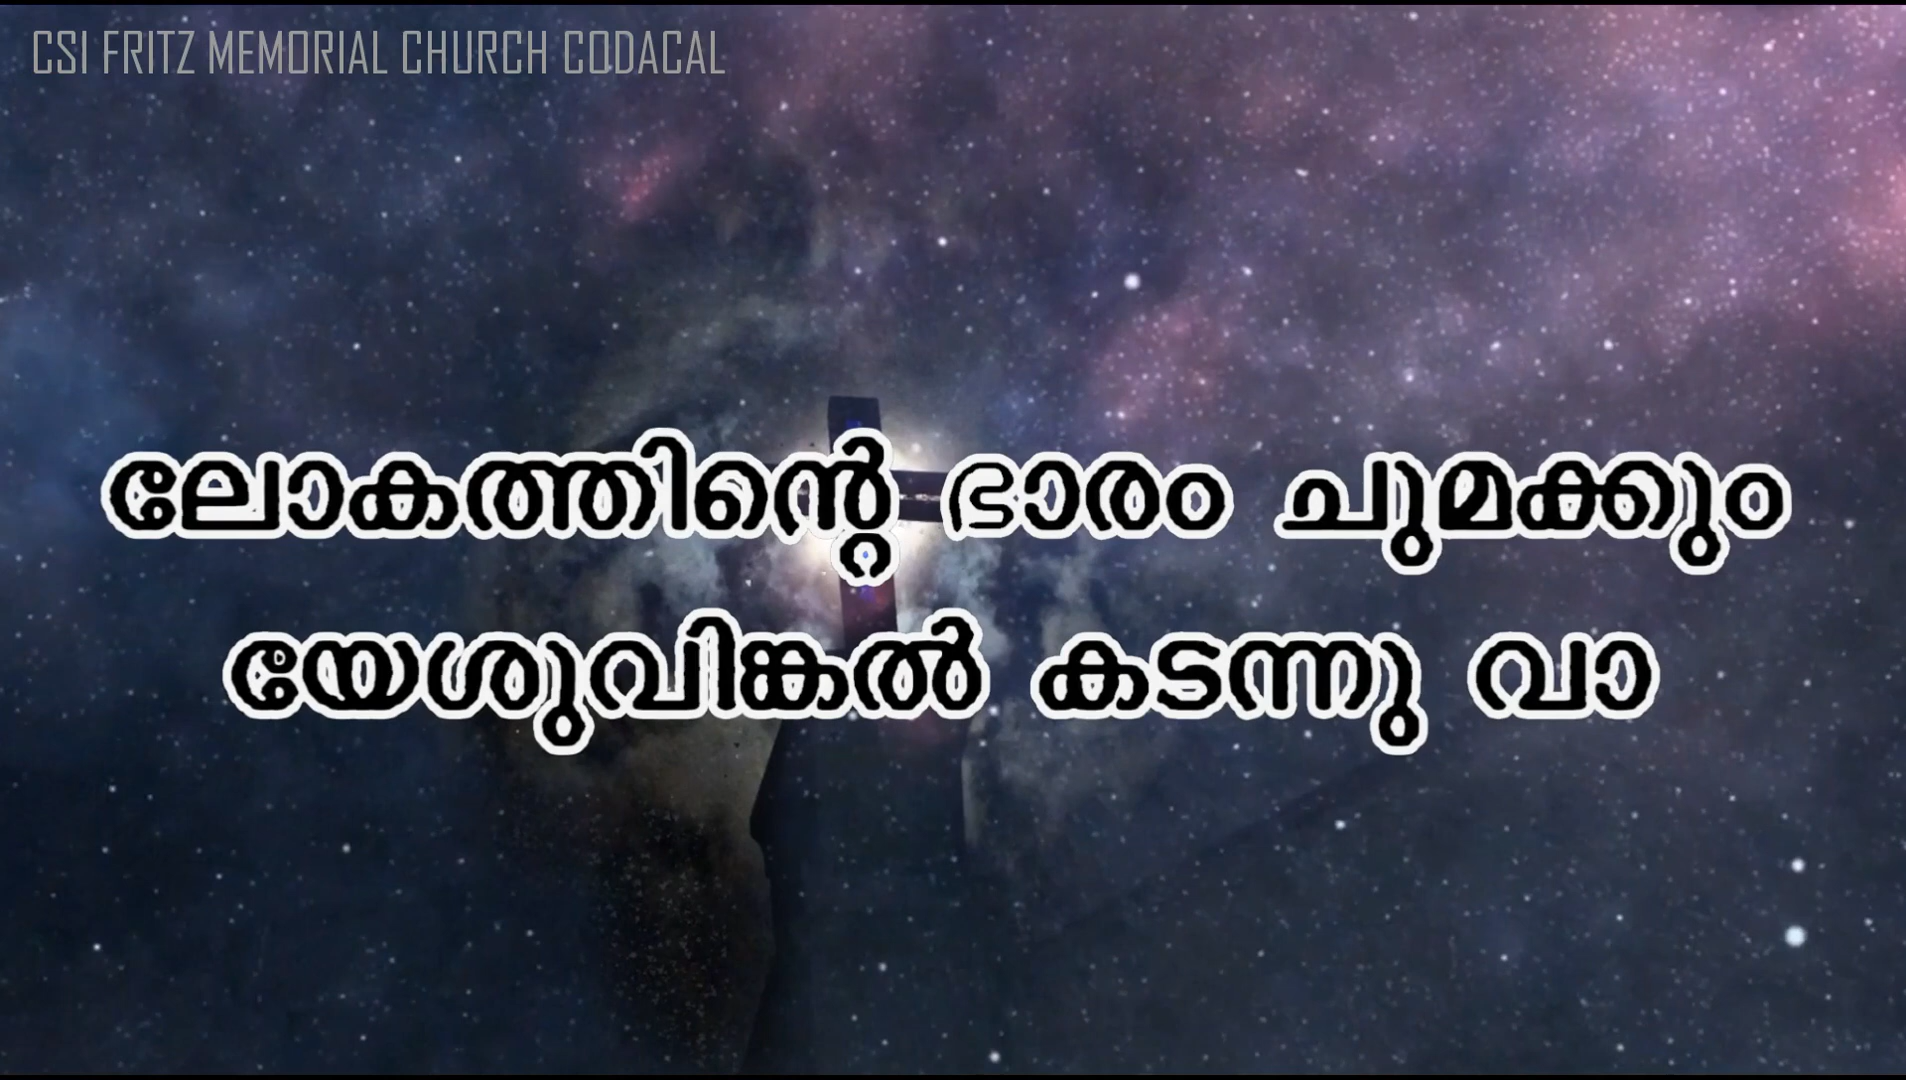 CSI FRITZ MEMORIAL CHURCH CODACAL
ലോകത്തിന്റെ ഭാരം ചുമക്കും
യേശുവിങ്കൽ കടന്നു വാ